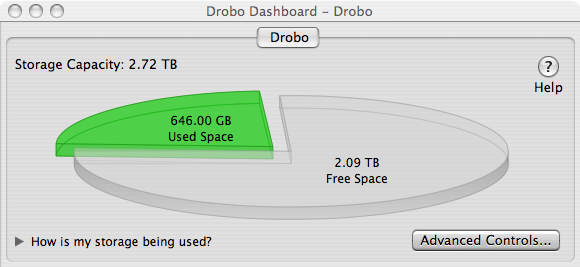 Drobo Dashboard – Drobo
Drobo
Storage Capacity: 2.72 TB
?
Help
646.00 GB
Used Space
2.09 TB
Free Space
How is my storage being used?
Advanced Controls...